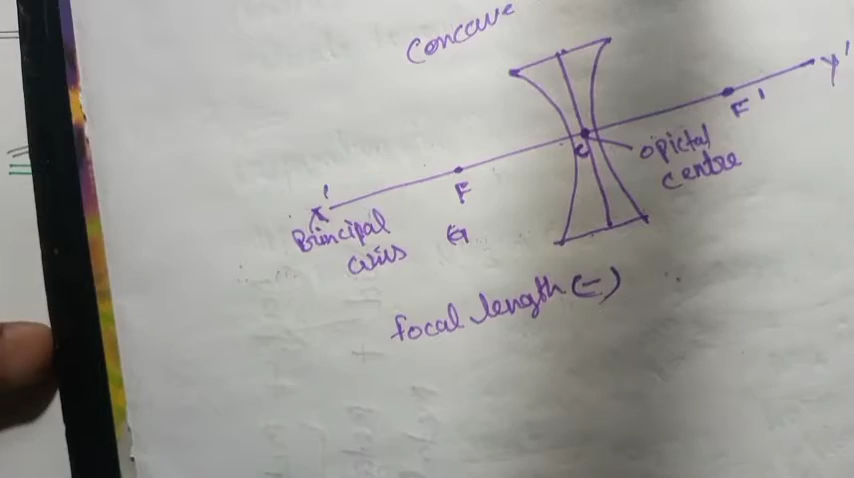 Concave
Y'
F'
opictal
centre
C
F
X'
Principal
axis
focal length (-)